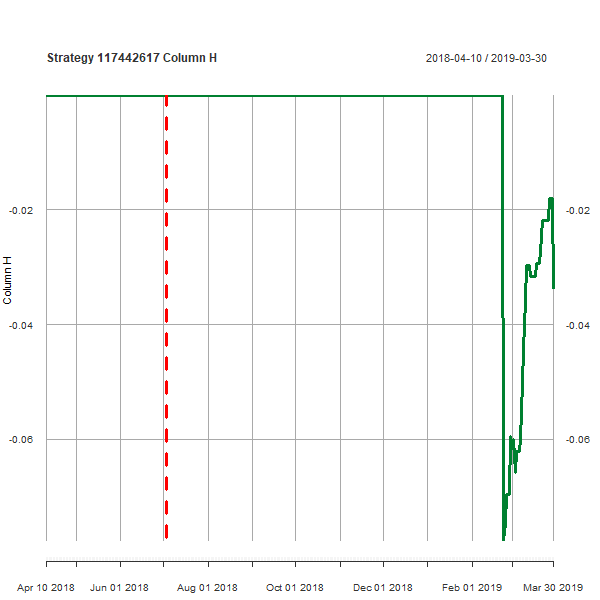 Strategy 117442617 Column H
2018-04-10 / 2019-03-30
Column H
-0.02
-0.04
-0.06
-0.02
-0.04
-0.06
Apr 10 2018
Jun 01 2018
Aug 01 2018
Oct 01 2018
Dec 01 2018
Feb 01 2019
Mar 30 2019